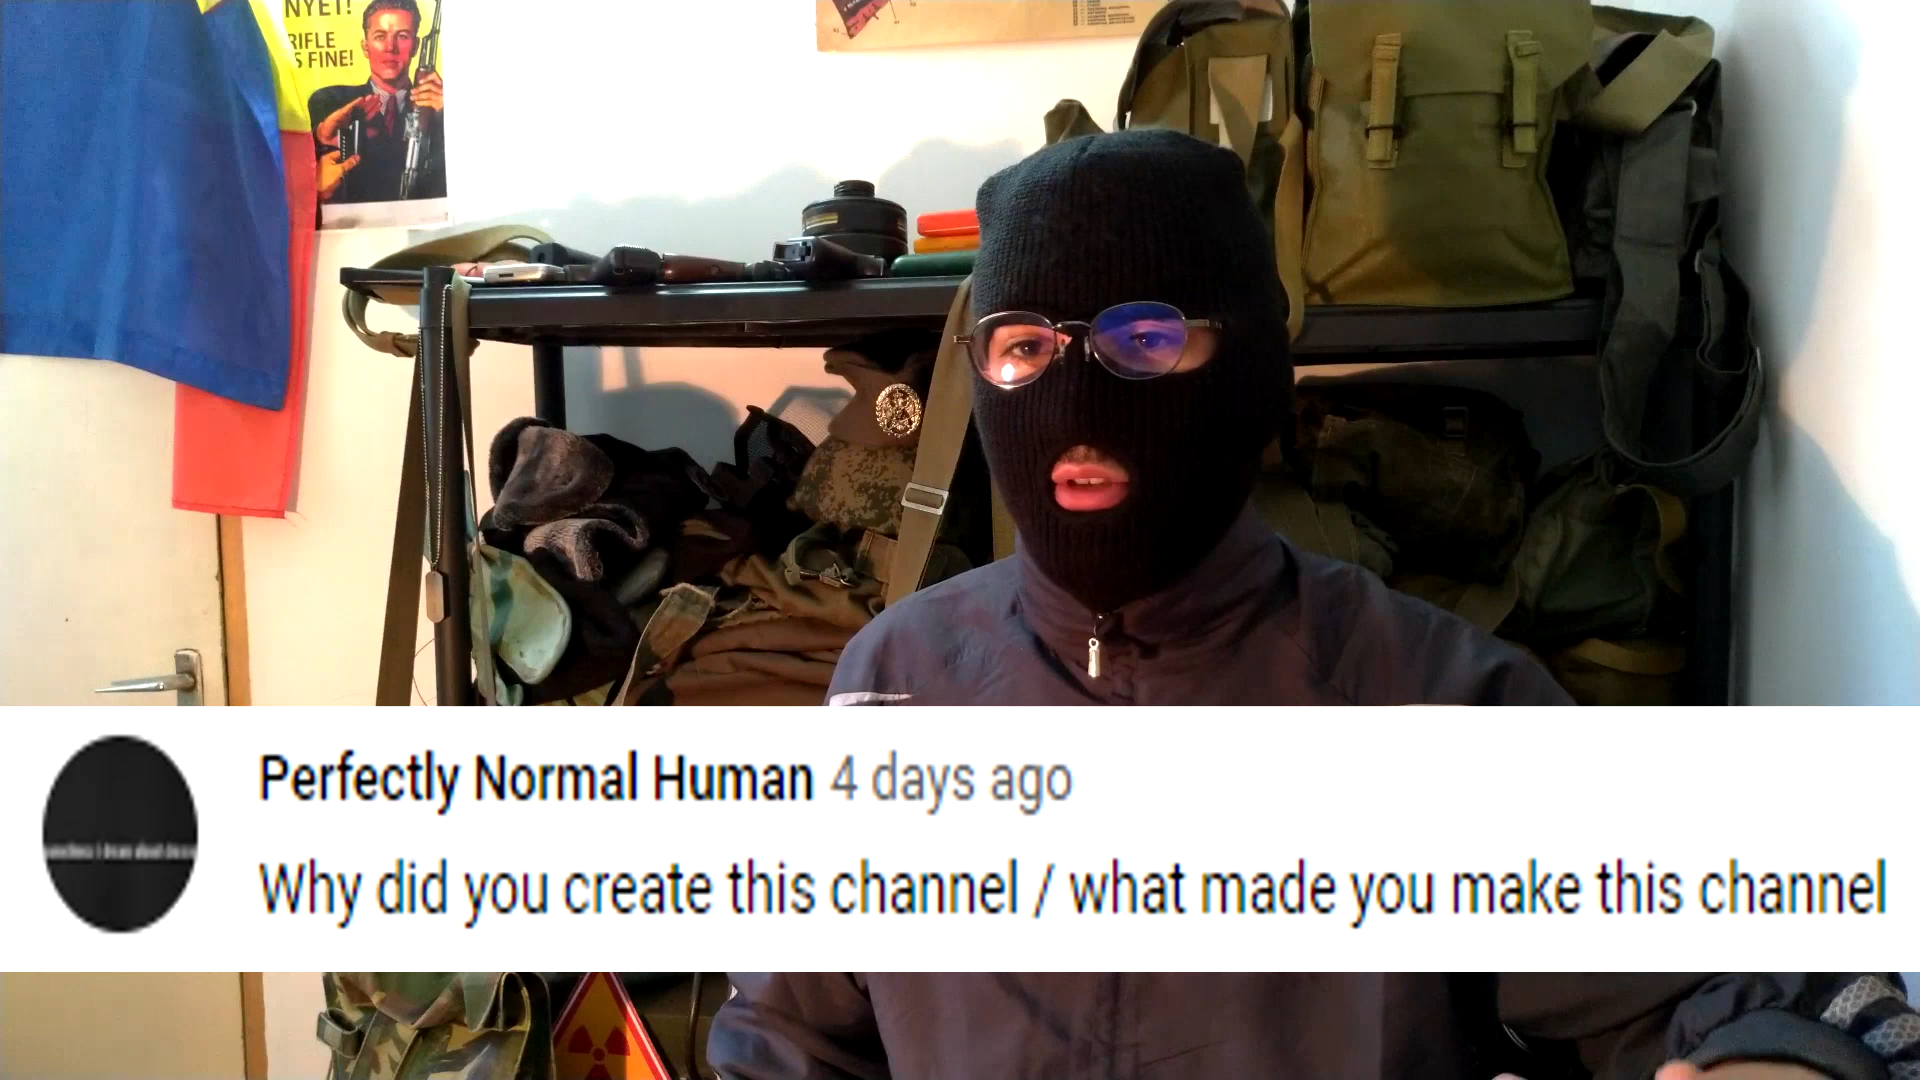 NYET!
RIFLE
S FINE!
Perfectly Normal Human 4 days ago
Why did you create this channel / what made you make this channel